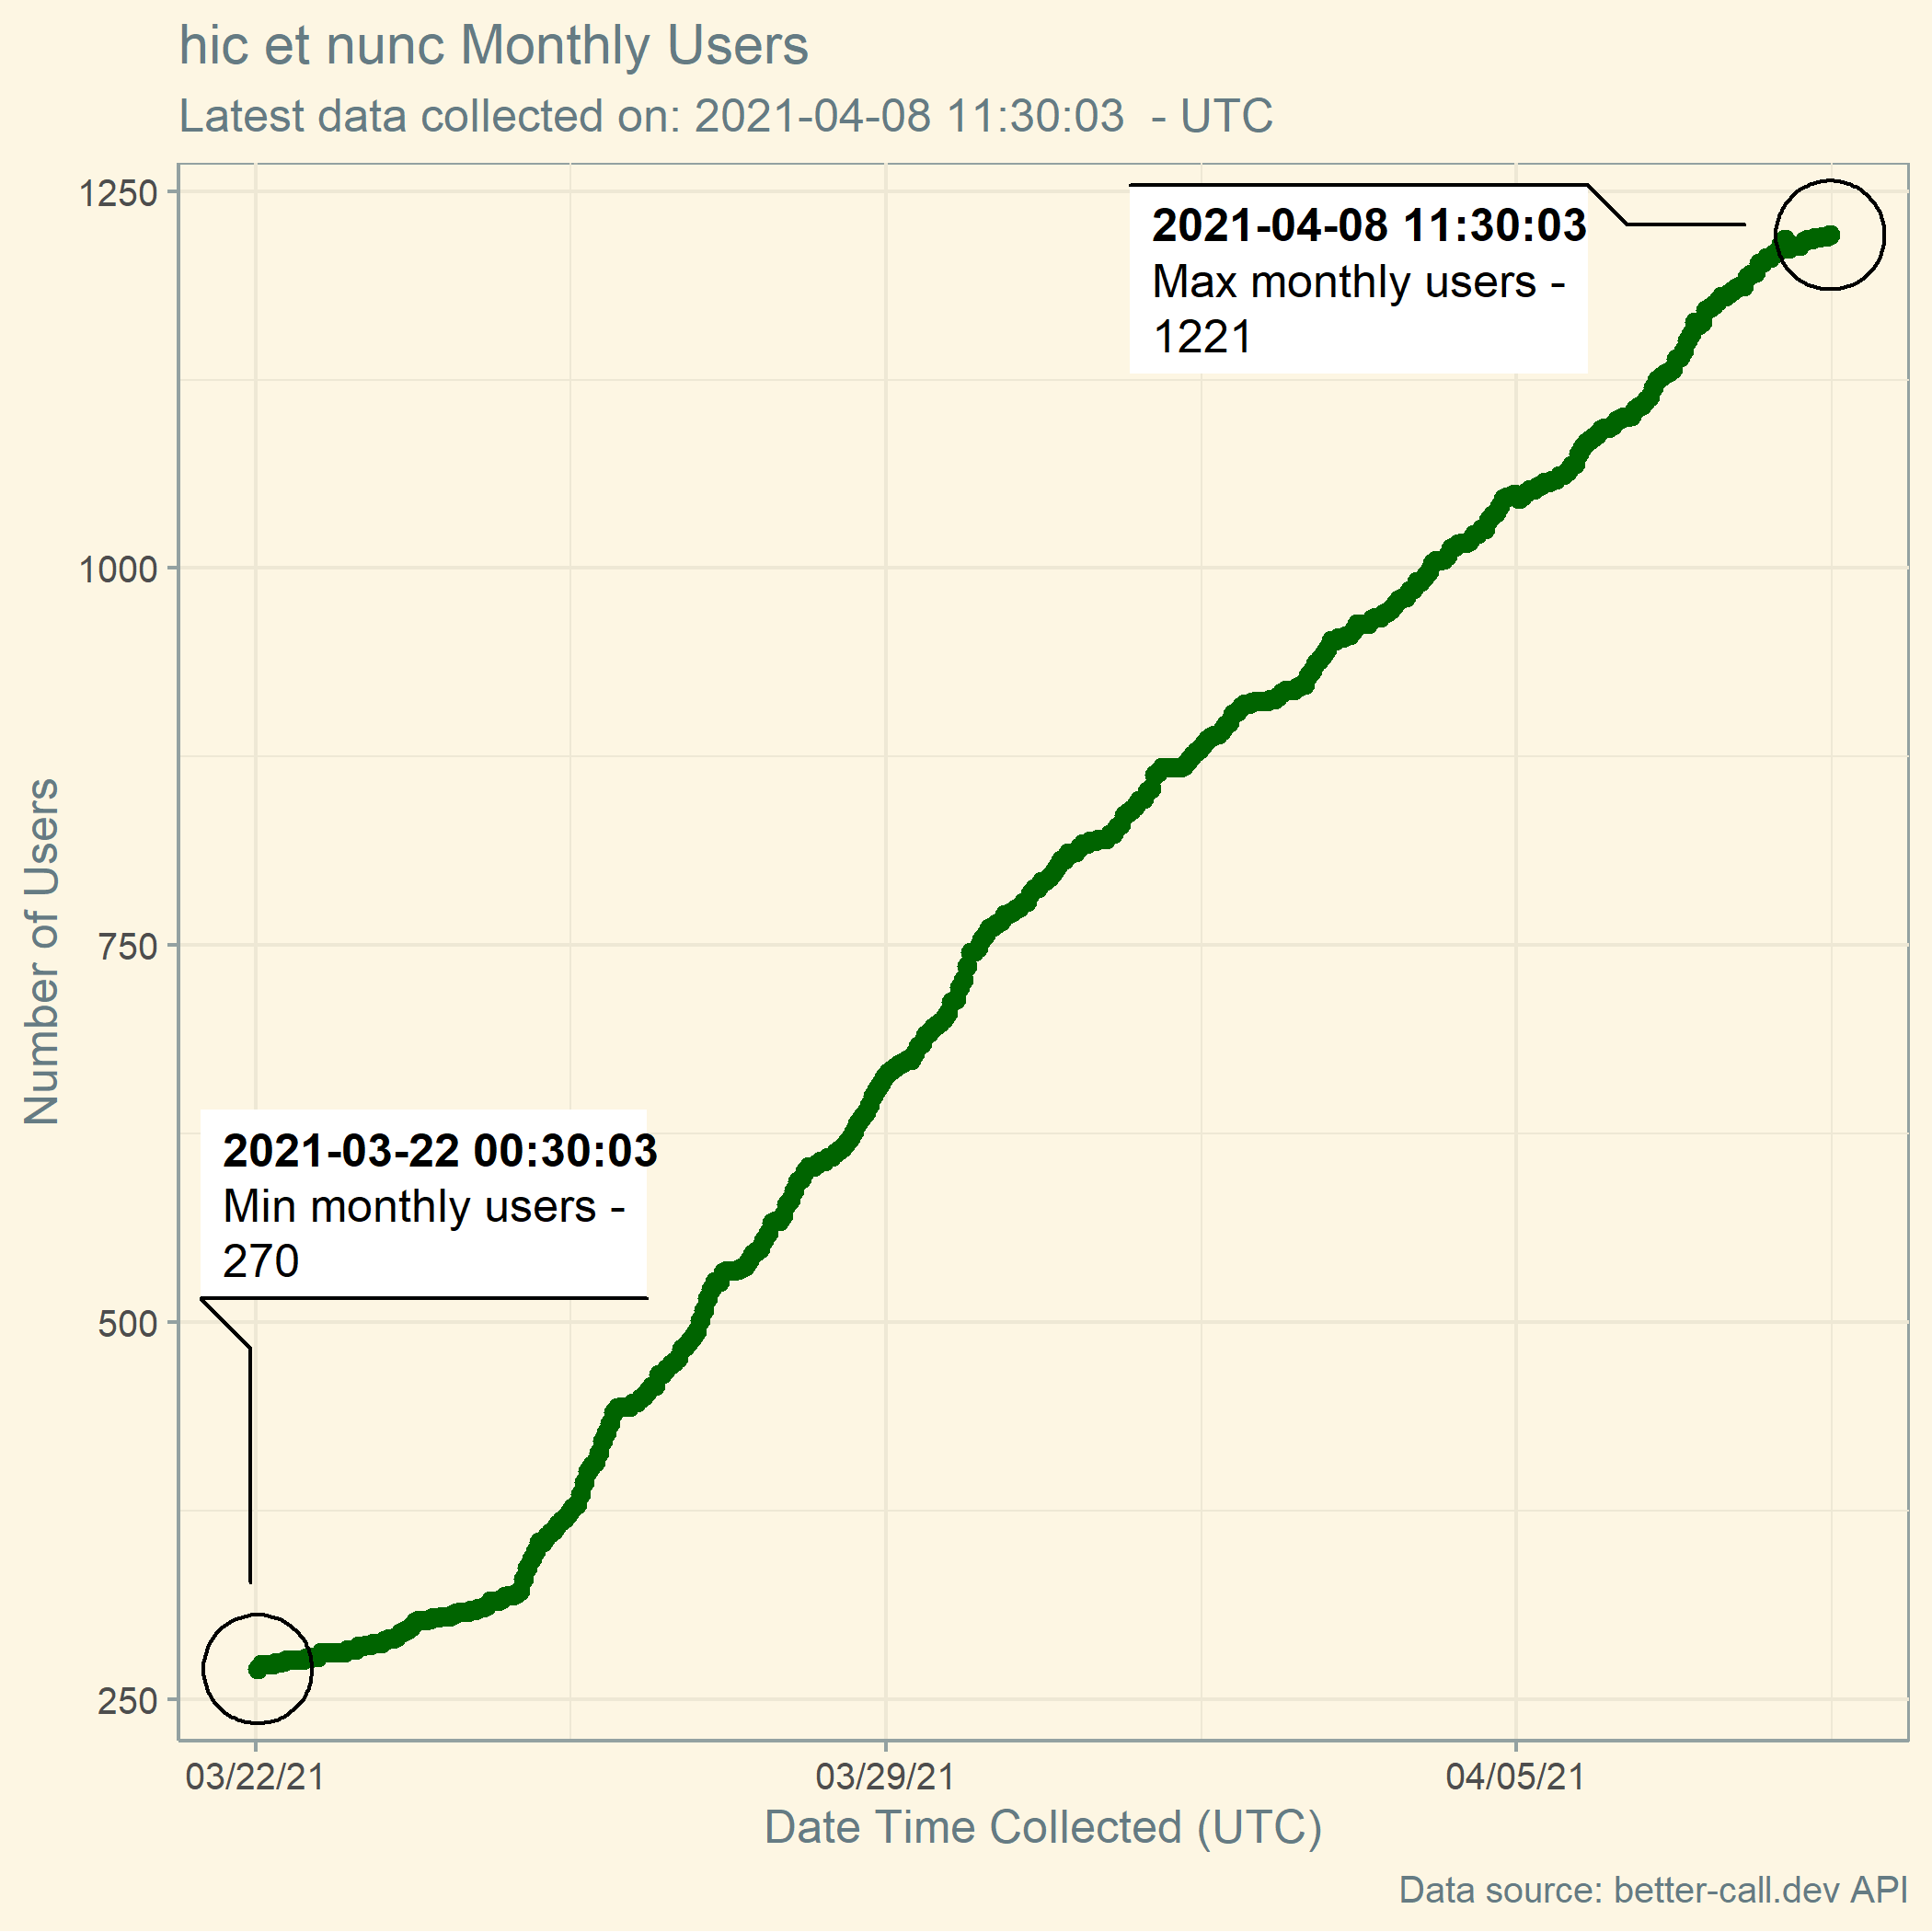 hic et nunc Monthly Users
Latest data collected on: 2021-04-08 11:30:03  - UTC
1250
2021-04-08 11:30:03
Max monthly users -
1221
1000
750
Number of Users
2021-03-22 00:30:03
Min monthly users -
270
500
250
03/22/21
03/29/21
04/05/21
Date Time Collected (UTC)
Data source: better-call.dev API